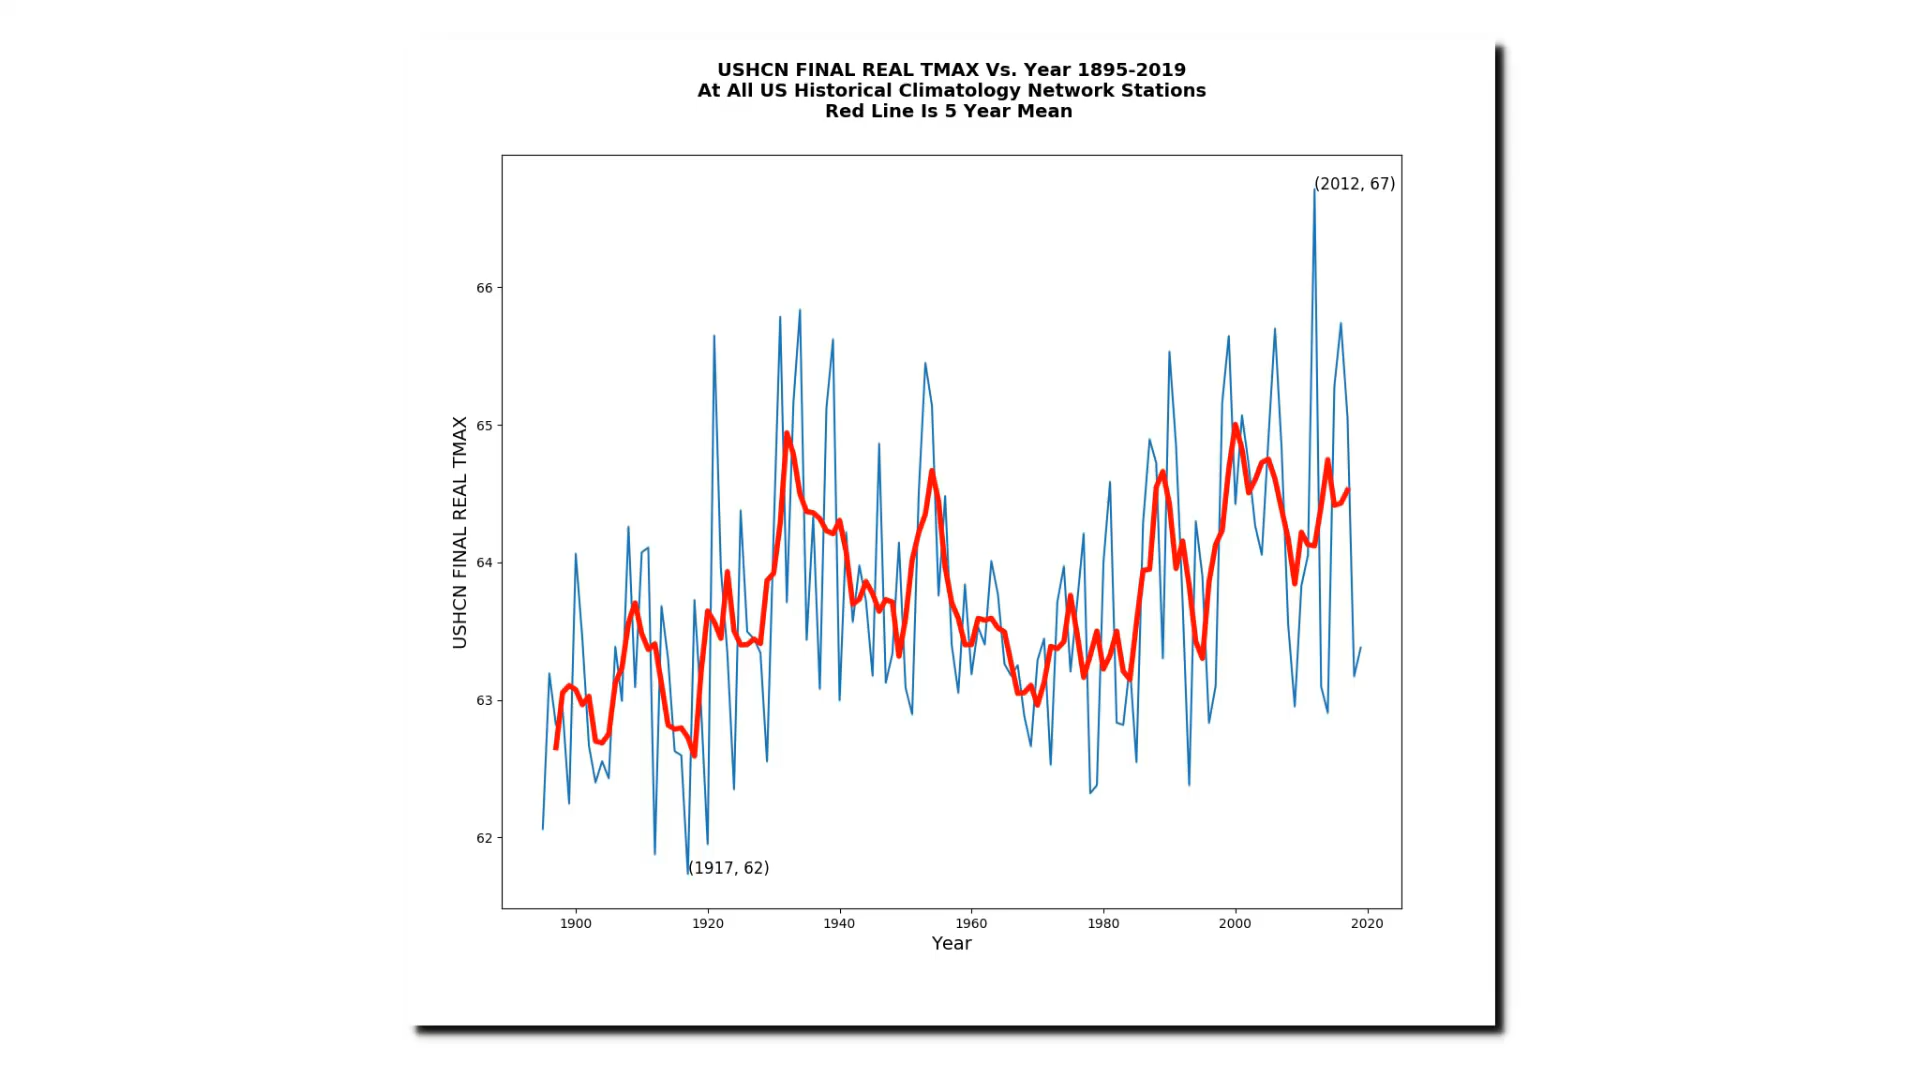 USHCN FINAL REAL TMAX Vs. Year 1895-2019
At All US Historical Climatology Network Stations
Red Line Is 5 Year Mean
(2012, 67)
66
65
64
63
62
USHCN FINAL REAL TMAX
(1917, 62)
1900 1920 1940 1960 1980 2000 2020
Year